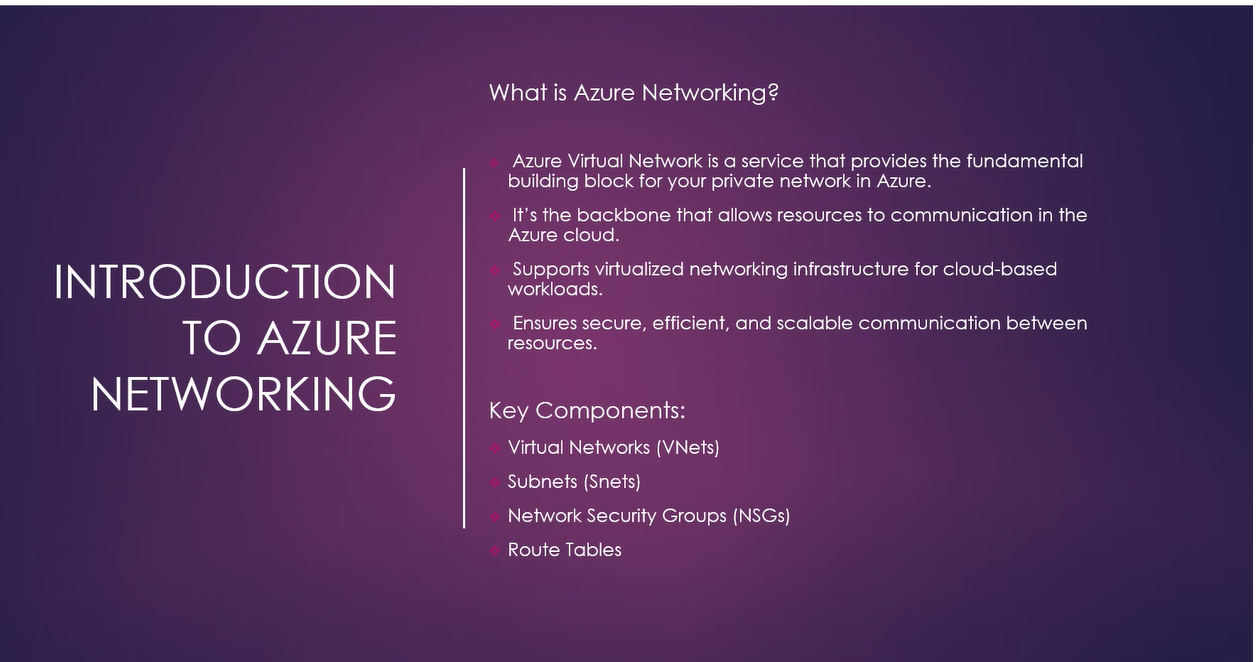 INTRODUCTION
TO AZURE
NETWORKING
What is Azure Networking?
Azure Virtual Network is a service that provides the fundamental
building block for your private network in Azure.
It’s the backbone that allows resources to communication in the
Azure cloud.
Supports virtualized networking infrastructure for cloud-based
workloads.
Ensures secure, efficient, and scalable communication between
resources.
Key Components:
Virtual Networks (VNets)
Subnets (Snets)
Network Security Groups (NSGs)
Route Tables